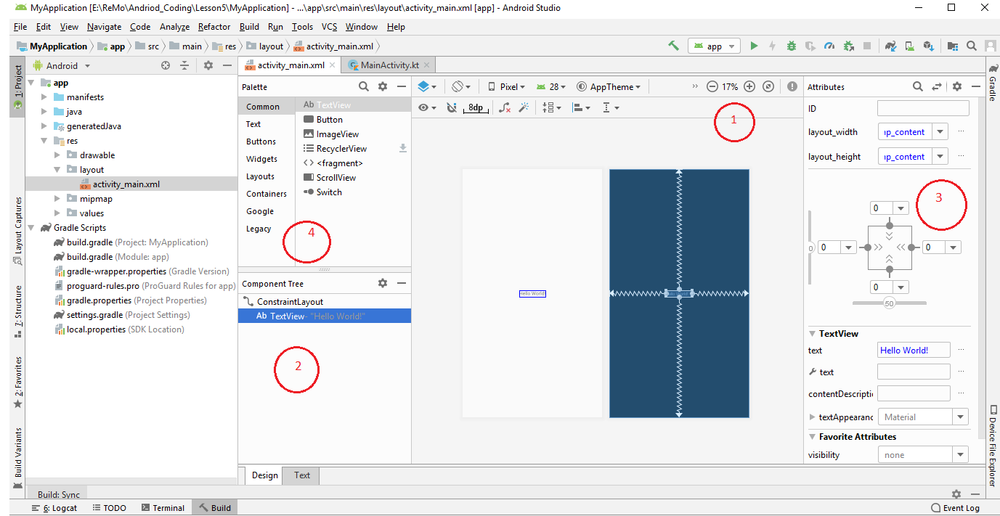 MyApplication [E:\ReMo\Andriod_Coding\Lesson5\MyApplication] - ...\app\src\main\res\layout\activity_main.xml [app] - Android Studio
File Edit View Navigate Code Analyze Refactor Build Run Tools VCS Window Help
MyApplication app src main res layout activity_main.xml app
1: Project
Layout Captures
7: Structure
2: Favorites
Build Variants
Android
app
manifests
java
generatedJava
res
drawable
layout
activity_main.xml
mipmap
values
Gradle Scripts
build.gradle (Project: MyApplication)
build.gradle (Module: app)
gradle-wrapper.properties (Gradle Version)
proguard-rules.pro (ProGuard Rules for app)
gradle.properties (Project Properties)
settings.gradle (Project Settings)
local.properties (SDK Location)
activity_main.xml MainActivity.kt
Palette
Common
Text
Buttons
Widgets
Layouts
Containers
Google
Legacy
Ab TextView
Button
ImageView
RecyclerView
<fragment>
ScrollView
Switch
4
Component Tree
ConstraintLayout
Ab TextView- "Hello World!"
2
Pixel 28 AppTheme 17%
8dp
1
Hello World!
Design Text
Attributes
ID
layout_width ıp_content ...
layout_height ıp_content ...
3
0
0 0 0
0
50
TextView
text Hello World! ...
text ...
contentDescripti ...
textAppearanc Material
Favorite Attributes
visibility none
Gradle
Device File Explorer
Build: Sync
6: Logcat TODO Terminal Build Event Log